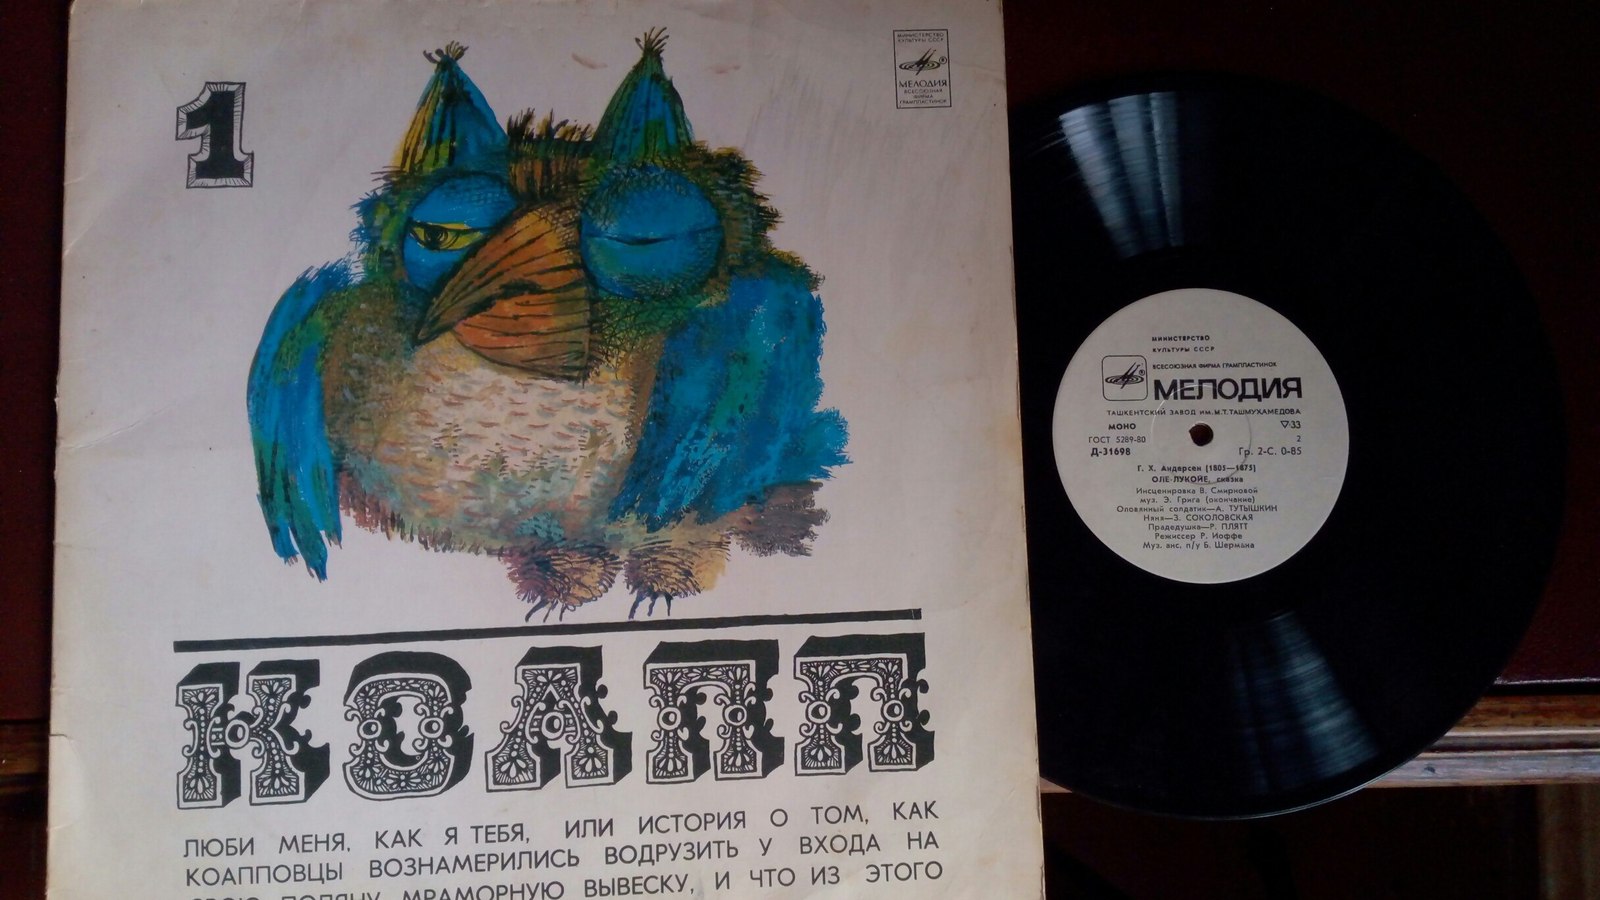 1
МИНИСТЕРСТВО
КУЛЬТУРЫ СССР
МЕЛОДИЯ
ВСЕСОЮЗНАЯ
ФИРМА
ГРАМПЛАСТИНОК
КОАПП
ЛЮБИ МЕНЯ, КАК Я ТЕБЯ, ИЛИ ИСТОРИЯ О ТОМ, КАК
КОАППОВЦЫ ВОЗНАМЕРИЛИСЬ ВОДРУЗИТЬ У ВХОДА НА
СВОЮ ПОЛЯНУ МРАМОРНУЮ ВЫВЕСКУ, И ЧТО ИЗ ЭТОГО
МИНИСТЕРСТВО
КУЛЬТУРЫ СССР
ВСЕСОЮЗНАЯ ФИРМА ГРАМПЛАСТИНОК
МЕЛОДИЯ
ТАШКЕНТСКИЙ ЗАВОД ИМ. М.Т. ТАШМУХАМЕДОВА
МОНО ▽33
ГОСТ 5289-80 2
Д-31698 Гр. 2-С. 0-85
Г. Х. Андерсен (1805—1875)
ОЛЕ-ЛУКОЙЕ, сказка
Инсценировка В. Смирновой
муз. Э. Грига (окончание)
Оловянный солдатик—А. ТУТЫШКИН
Няня—З. СОКОЛОВСКАЯ
Прадедушка—Р. ПЛЯТТ
Режиссер Р. Иоффе
Муз. анс. п/у Б. Шермана